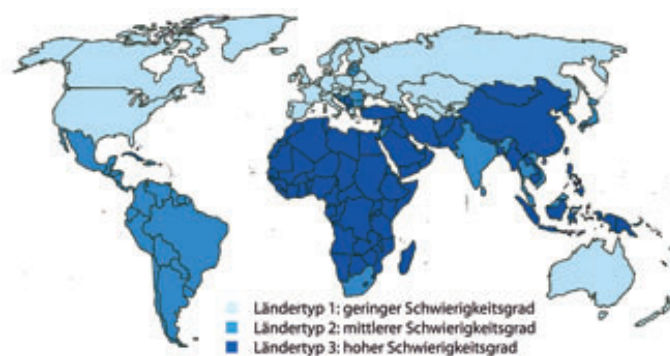 Ländertyp 1: geringer Schwierigkeitsgrad
Ländertyp 2: mittlerer Schwierigkeitsgrad
Ländertyp 3: hoher Schwierigkeitsgrad